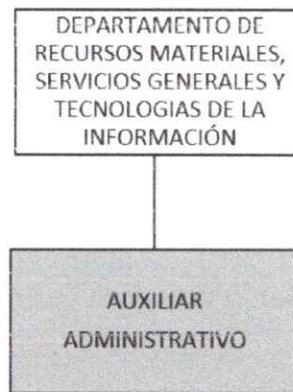 DEPARTAMENTO DE
RECURSOS MATERIALES,
SERVICIOS GENERALES Y
TECNOLOGIAS DE LA
INFORMACIÓN
AUXILIAR
ADMINISTRATIVO